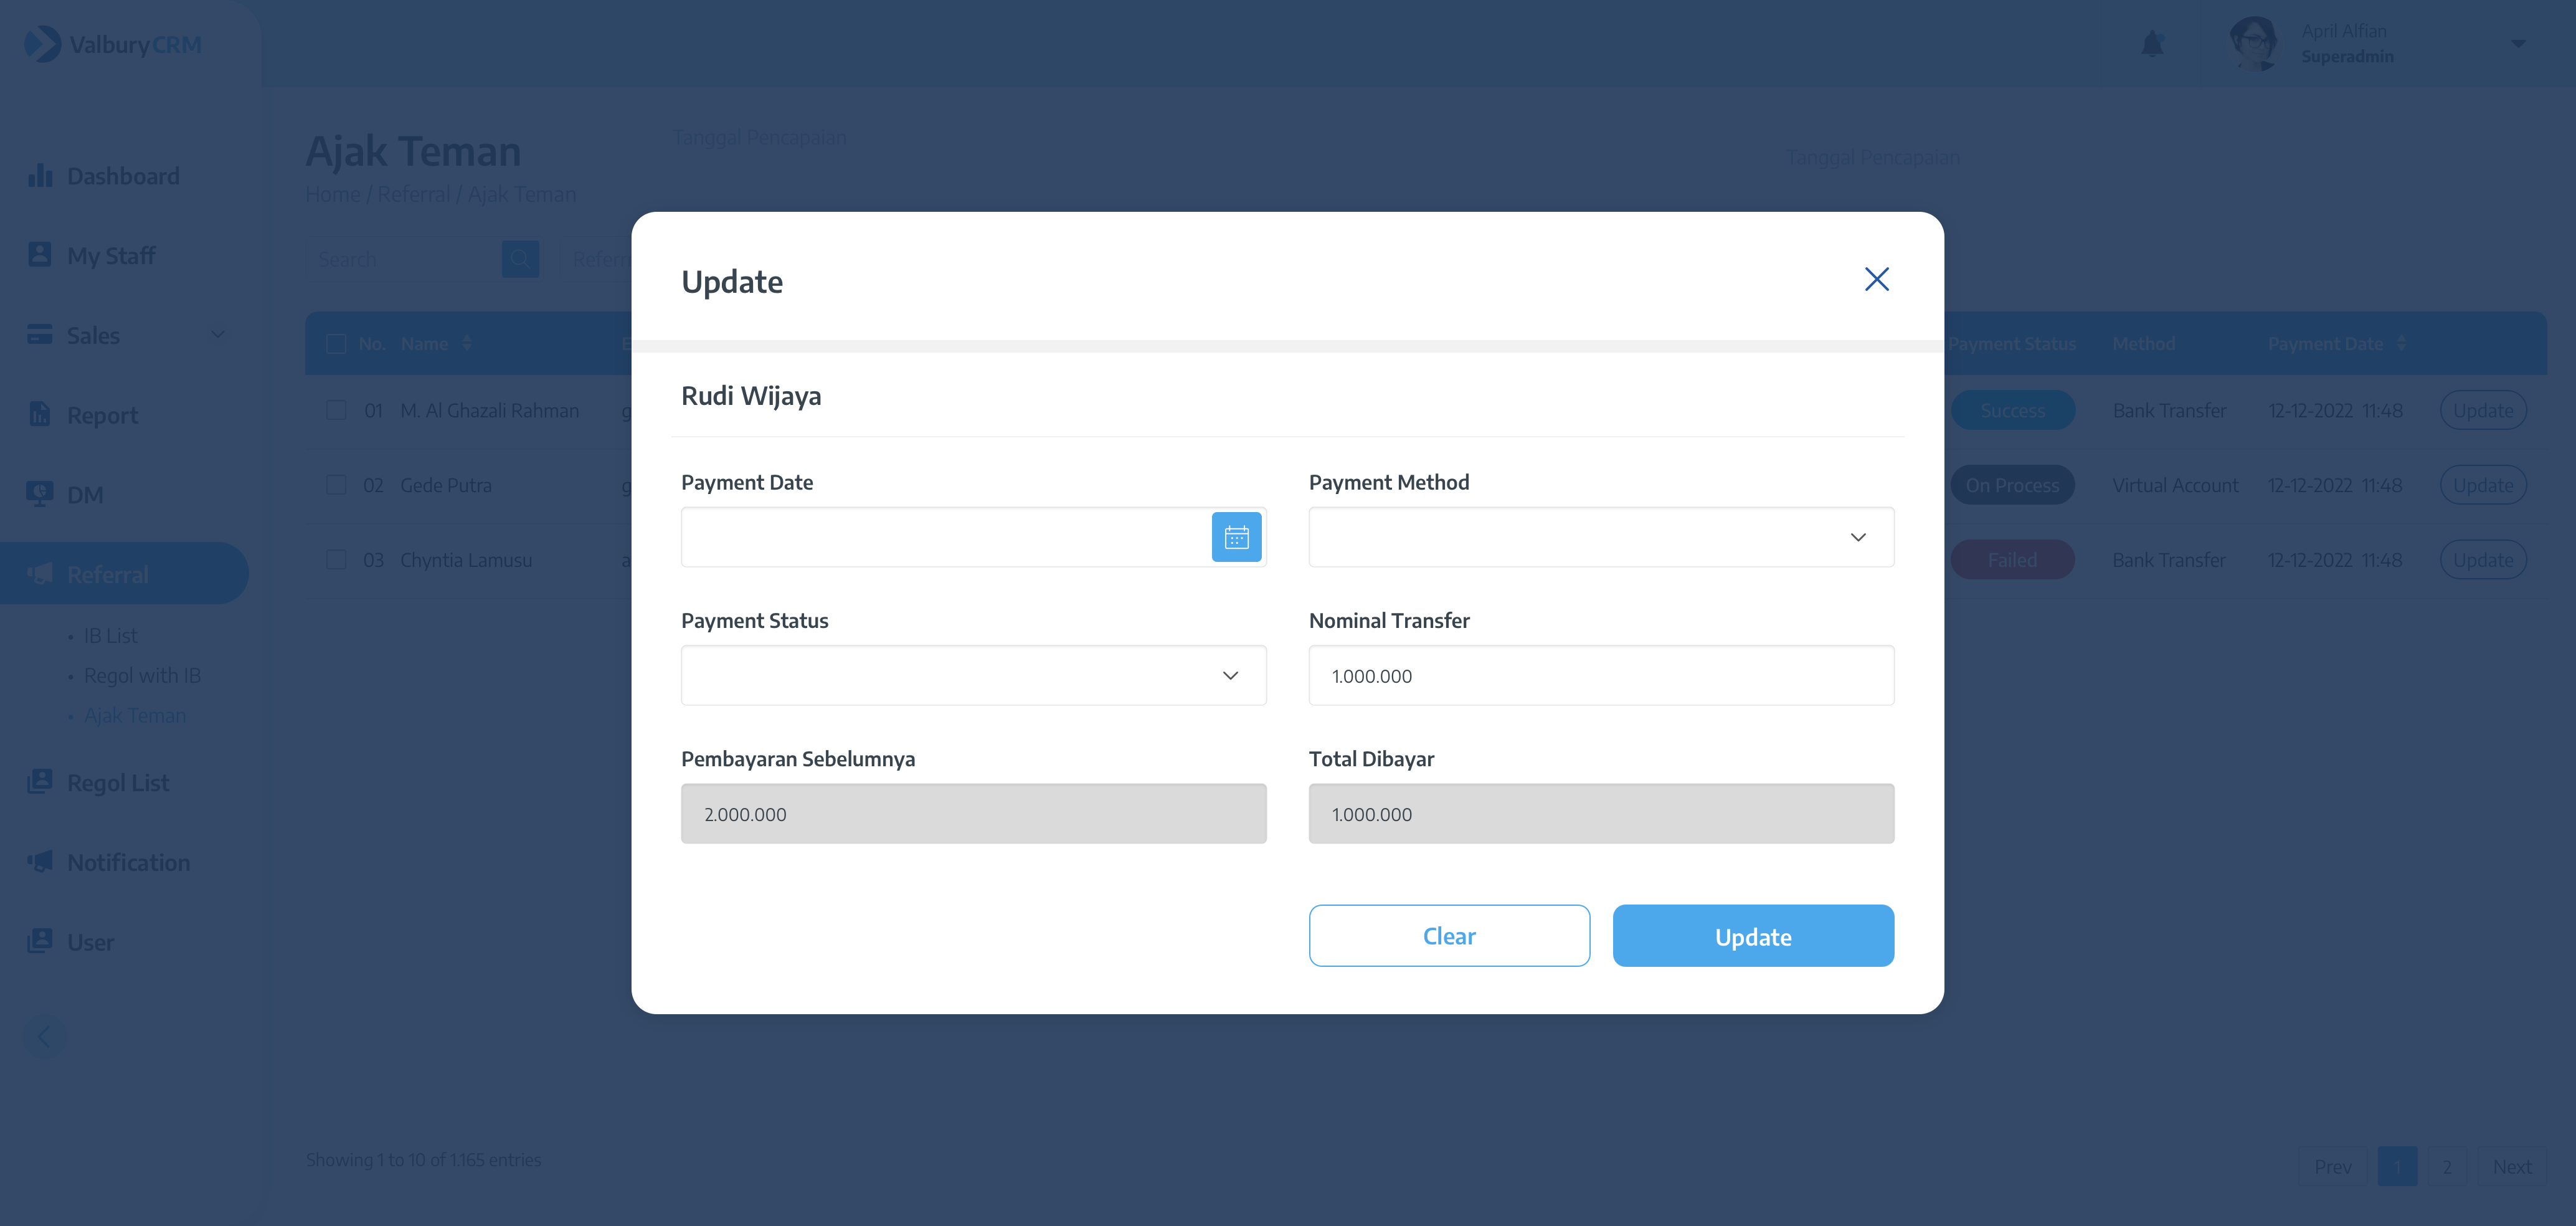 ValburyCRM
April Alfian
Superadmin
Ajak Teman
Home / Referral / Ajak Teman
Tanggal Pencapaian
Tanggal Pencapaian
Dashboard
My Staff
Sales
Report
DM
Referral
• IB List
• Regol with IB
• Ajak Teman
Regol List
Notification
User
Search
No. Name Payment Status Method Payment Date
01 M. Al Ghazali Rahman Success Bank Transfer 12-12-2022 11:48 Update
02 Gede Putra On Process Virtual Account 12-12-2022 11:48 Update
03 Chyntia Lamusu Failed Bank Transfer 12-12-2022 11:48 Update
Update
Rudi Wijaya
Payment Date Payment Method
Payment Status Nominal Transfer
1.000.000
Pembayaran Sebelumnya Total Dibayar
2.000.000 1.000.000
Clear Update
Showing 1 to 10 of 1.165 entries
Prev 1 2 Next